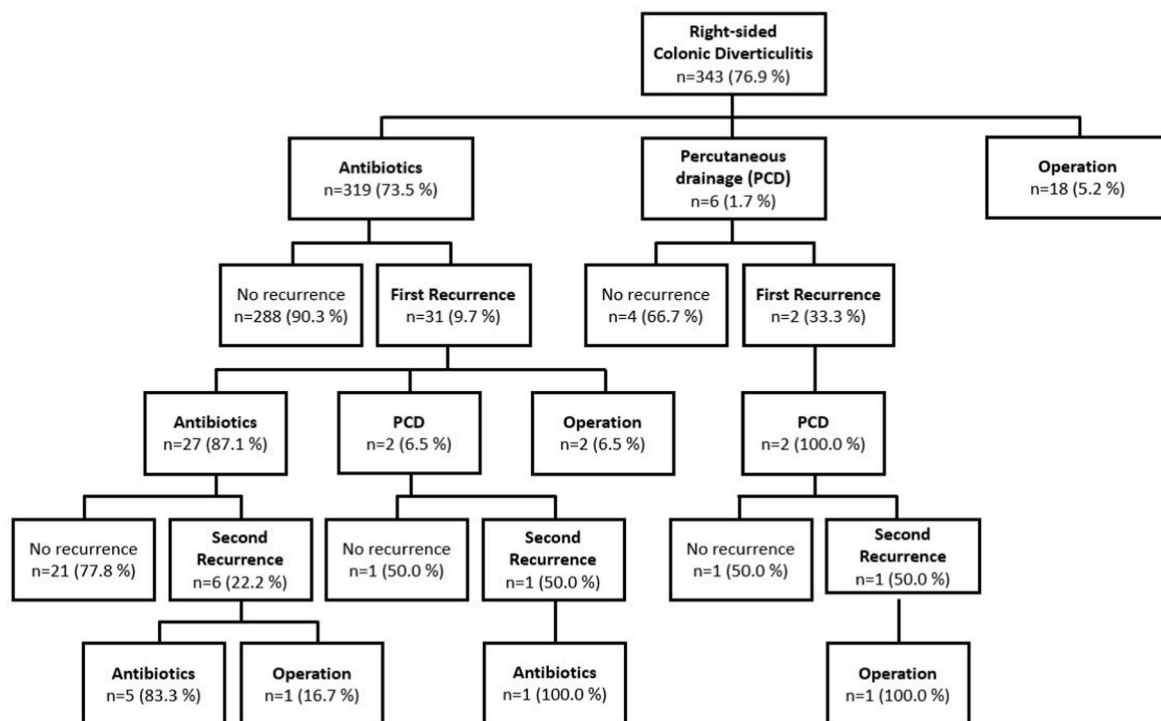 Right-sided
Colonic Diverticulitis
n=343 (76.9 %)
Antibiotics
n=319 (73.5 %)
Percutaneous
drainage (PCD)
n=6 (1.7 %)
Operation
n=18 (5.2 %)
No recurrence
n=288 (90.3 %)
First Recurrence
n=31 (9.7 %)
No recurrence
n=4 (66.7 %)
First Recurrence
n=2 (33.3 %)
Antibiotics
n=27 (87.1 %)
PCD
n=2 (6.5 %)
Operation
n=2 (6.5 %)
PCD
n=2 (100.0 %)
No recurrence
n=21 (77.8 %)
Second
Recurrence
n=6 (22.2 %)
No recurrence
n=1 (50.0 %)
Second
Recurrence
n=1 (50.0 %)
No recurrence
n=1 (50.0 %)
Second
Recurrence
n=1 (50.0 %)
Antibiotics
n=5 (83.3 %)
Operation
n=1 (16.7 %)
Antibiotics
n=1 (100.0 %)
Operation
n=1 (100.0 %)